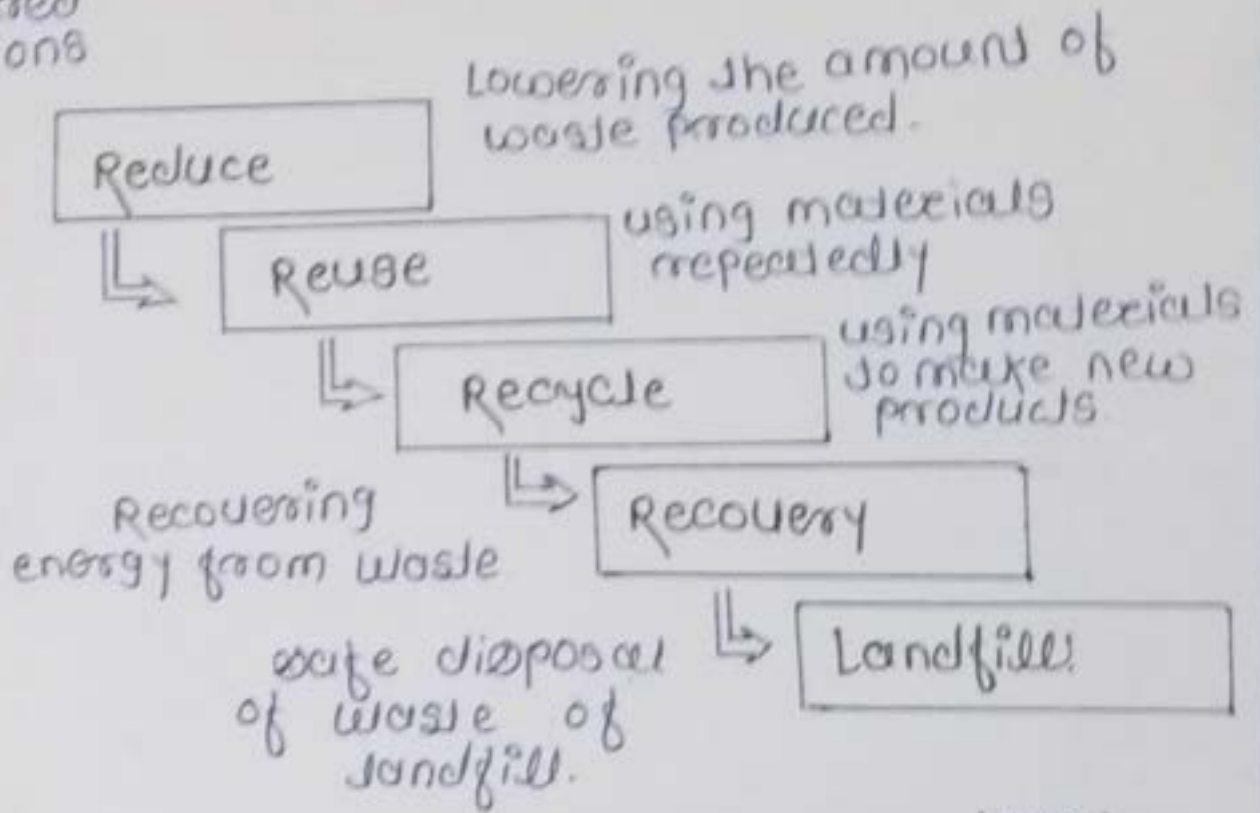 ons
Lowering the amount of
waste produced.
Reduce
using materials
repeatedly
Reuse
using materials
to make new
products
Recycle
Recovering
energy from waste
Recovery
safe disposal
of waste of
landfill.
Landfill